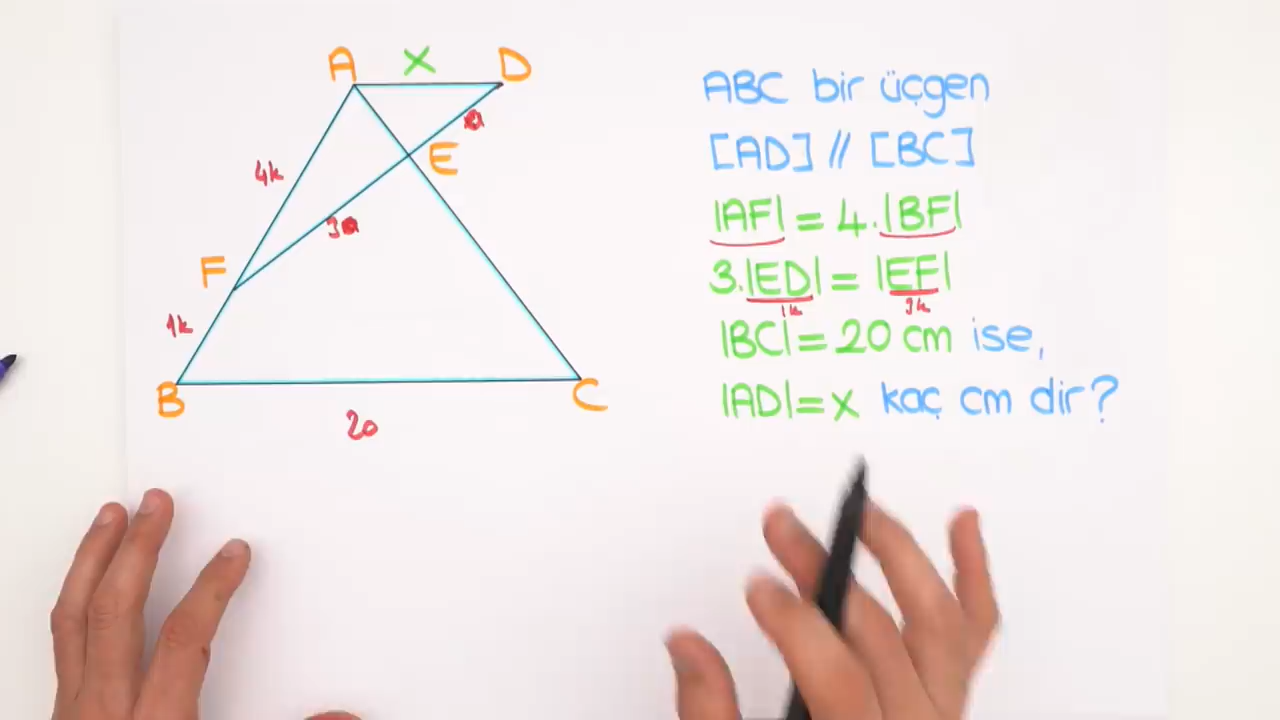 A x D
E
4k
3a
F
1k
B
C
20
ABC bir üçgen
[AD] // [BC]
|AF| = 4.|BF|
3.|ED| = |EF|
1k 3k
|BC| = 20 cm ise,
|AD| = x kaç cm dir?